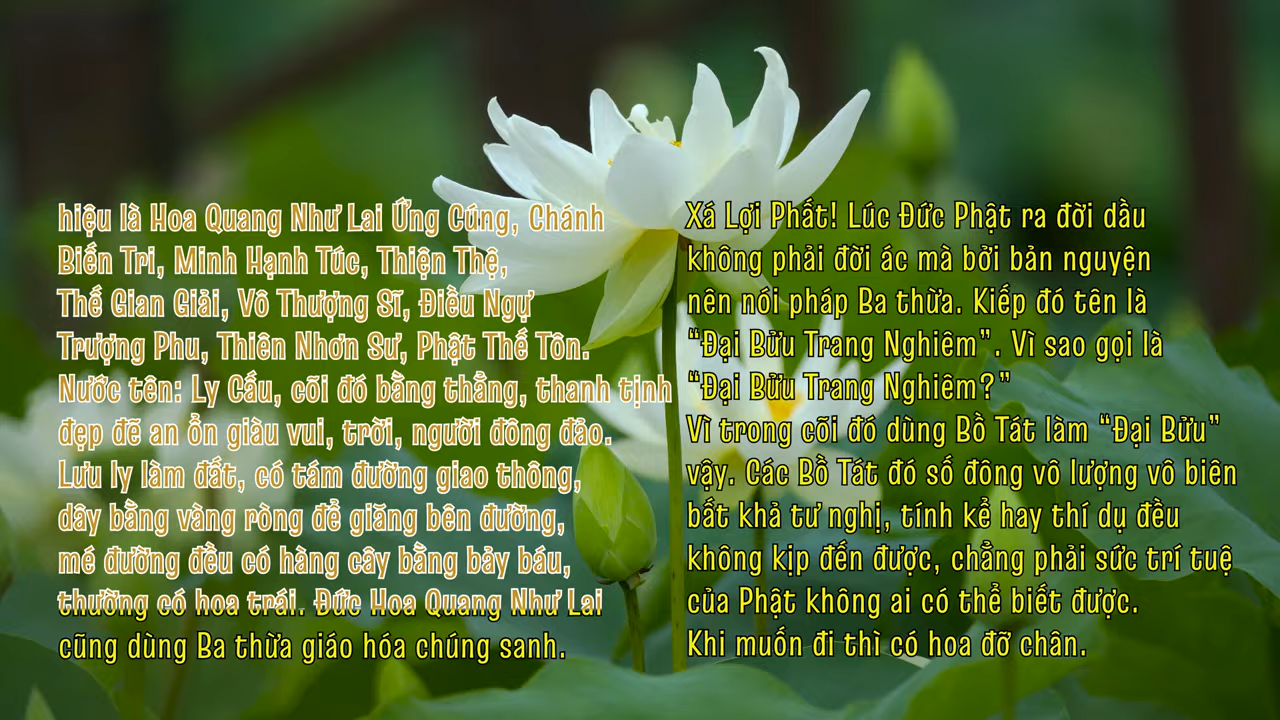 hiệu là Hoa Quang Như Lai Ứng Cúng, Chánh
Biến Tri, Minh Hạnh Túc, Thiện Thệ,
Thế Gian Giải, Vô Thượng Sĩ, Điều Ngự
Trượng Phu, Thiên Nhơn Sư, Phật Thế Tôn.
Nước tên: Ly Cấu, cõi đó bằng thẳng, thanh tịnh
đẹp đẽ an ổn giàu vui, trời, người đông đảo.
Lưu ly làm đất, có tám đường giao thông,
dây bằng vàng ròng để giăng bên đường,
mé đường đều có hàng cây bằng bảy báu,
thường có hoa trái. Đức Hoa Quang Như Lai
cũng dùng Ba thừa giáo hóa chúng sanh.
Xá Lợi Phất! Lúc Đức Phật ra đời dầu
không phải đời ác mà bởi bản nguyện
nên nói pháp Ba thừa. Kiếp đó tên là
“Đại Bửu Trang Nghiêm”. Vì sao gọi là
“Đại Bửu Trang Nghiêm?”
Vì trong cõi đó dùng Bồ Tát làm “Đại Bửu”
vậy. Các Bồ Tát đó số đông vô lượng vô biên
bất khả tư nghị, tính kể hay thí dụ đều
không kịp đến được, chẳng phải sức trí tuệ
của Phật không ai có thể biết được.
Khi muốn đi thì có hoa đỡ chân.